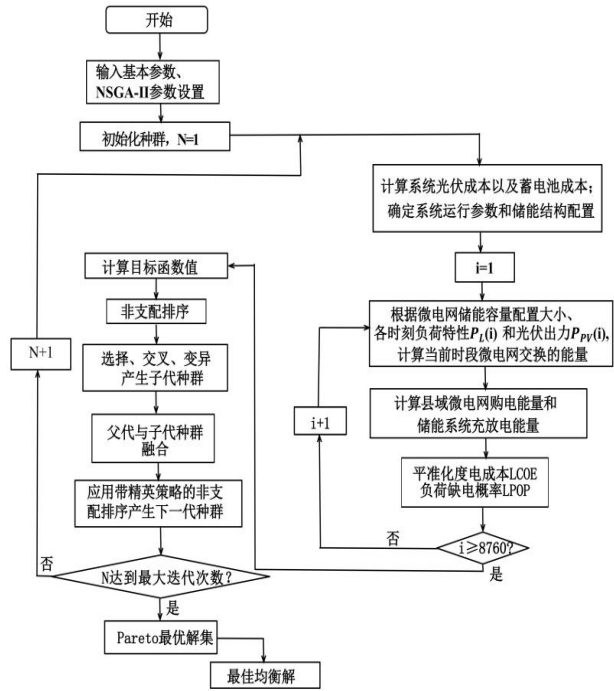 开始
输入基本参数、
NSGA-II参数设置
初始化种群，N=1
计算系统光伏成本以及蓄电池成本；
确定系统运行参数和储能结构配置
i=1
根据微电网储能容量配置大小、
各时刻负荷特性P_L(i) 和光伏出力P_PV(i),
计算当前时段微电网交换的能量
计算县域微电网购电能量和
储能系统充放电能量
平准化度电成本LCOE
负荷缺电概率LPOP
i≥8760?
否
i+1
是
计算目标函数值
非支配排序
选择、交叉、变异
产生子代种群
父代与子代种群
融合
应用带精英策略的非支
配排序产生下一代种群
N达到最大迭代次数？
否
N+1
是
Pareto最优解集
最佳均衡解